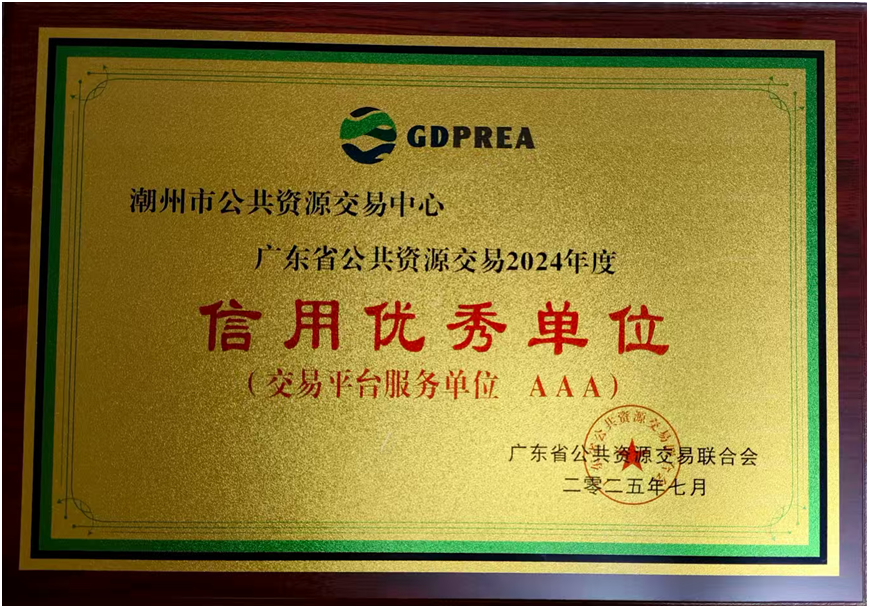 GDPREA
潮州市公共资源交易中心
广东省公共资源交易2024年度
信用优秀单位
（交易平台服务单位 AAA）
广东省公共资源交易联合会
二零二五年七月